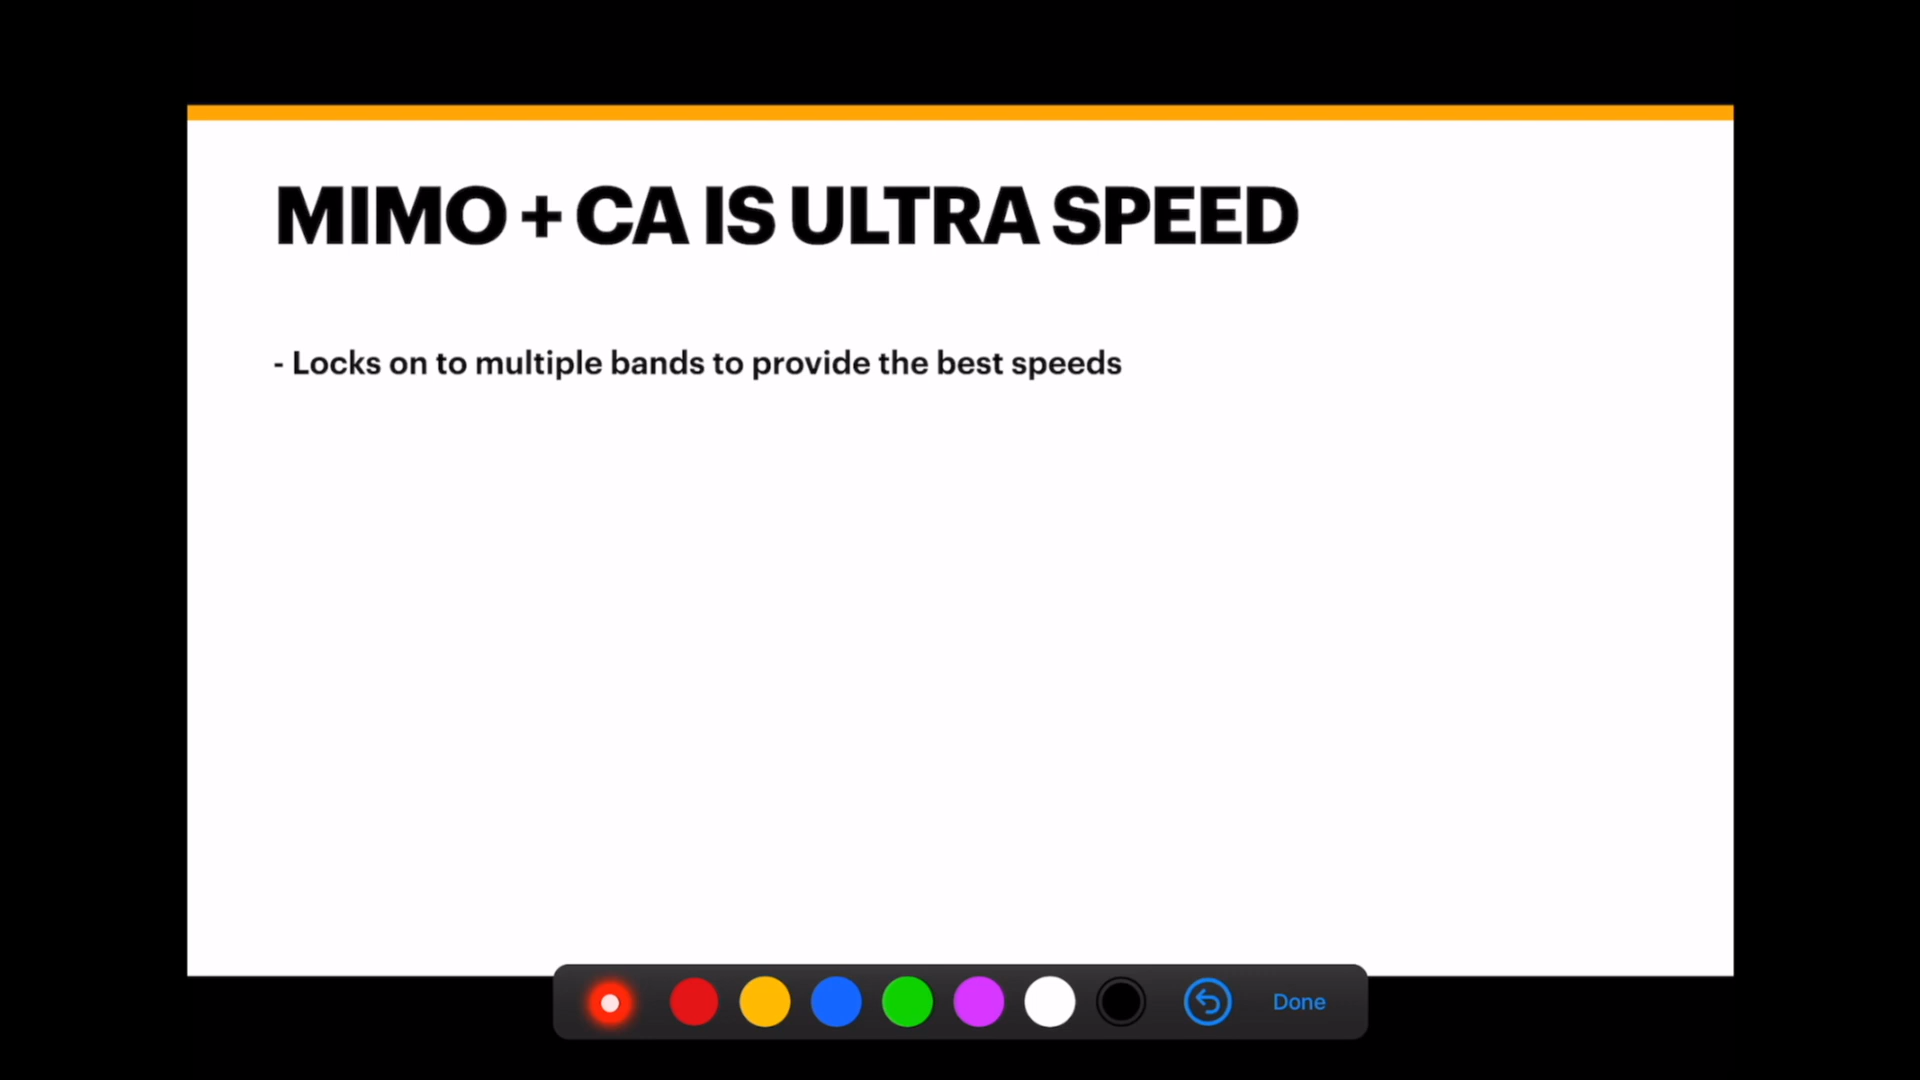 MIMO + CA IS ULTRA SPEED
- Locks on to multiple bands to provide the best speeds
Done